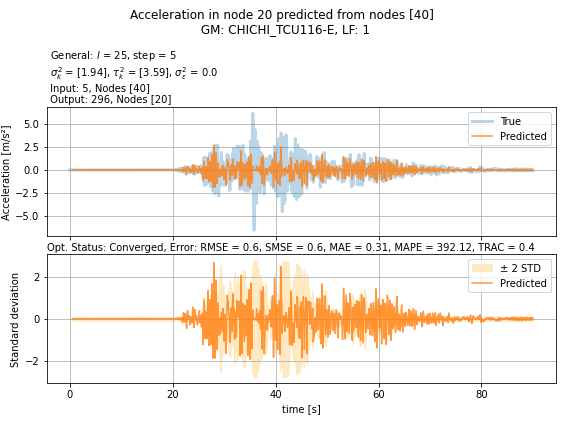 Acceleration in node 20 predicted from nodes [40]
GM: CHICHI_TCU116-E, LF: 1
General: l = 25, step = 5
σ²ₖ = [1.94], τ²ₖ = [3.59], σ²ε = 0.0
Input: 5, Nodes [40]
Output: 296, Nodes [20]
Acceleration [m/s²]
5.0
2.5
0.0
−2.5
−5.0
True
Predicted
Opt. Status: Converged, Error: RMSE = 0.6, SMSE = 0.6, MAE = 0.31, MAPE = 392.12, TRAC = 0.4
Standard deviation
2
0
−2
± 2 STD
Predicted
0 20 40 60 80
time [s]